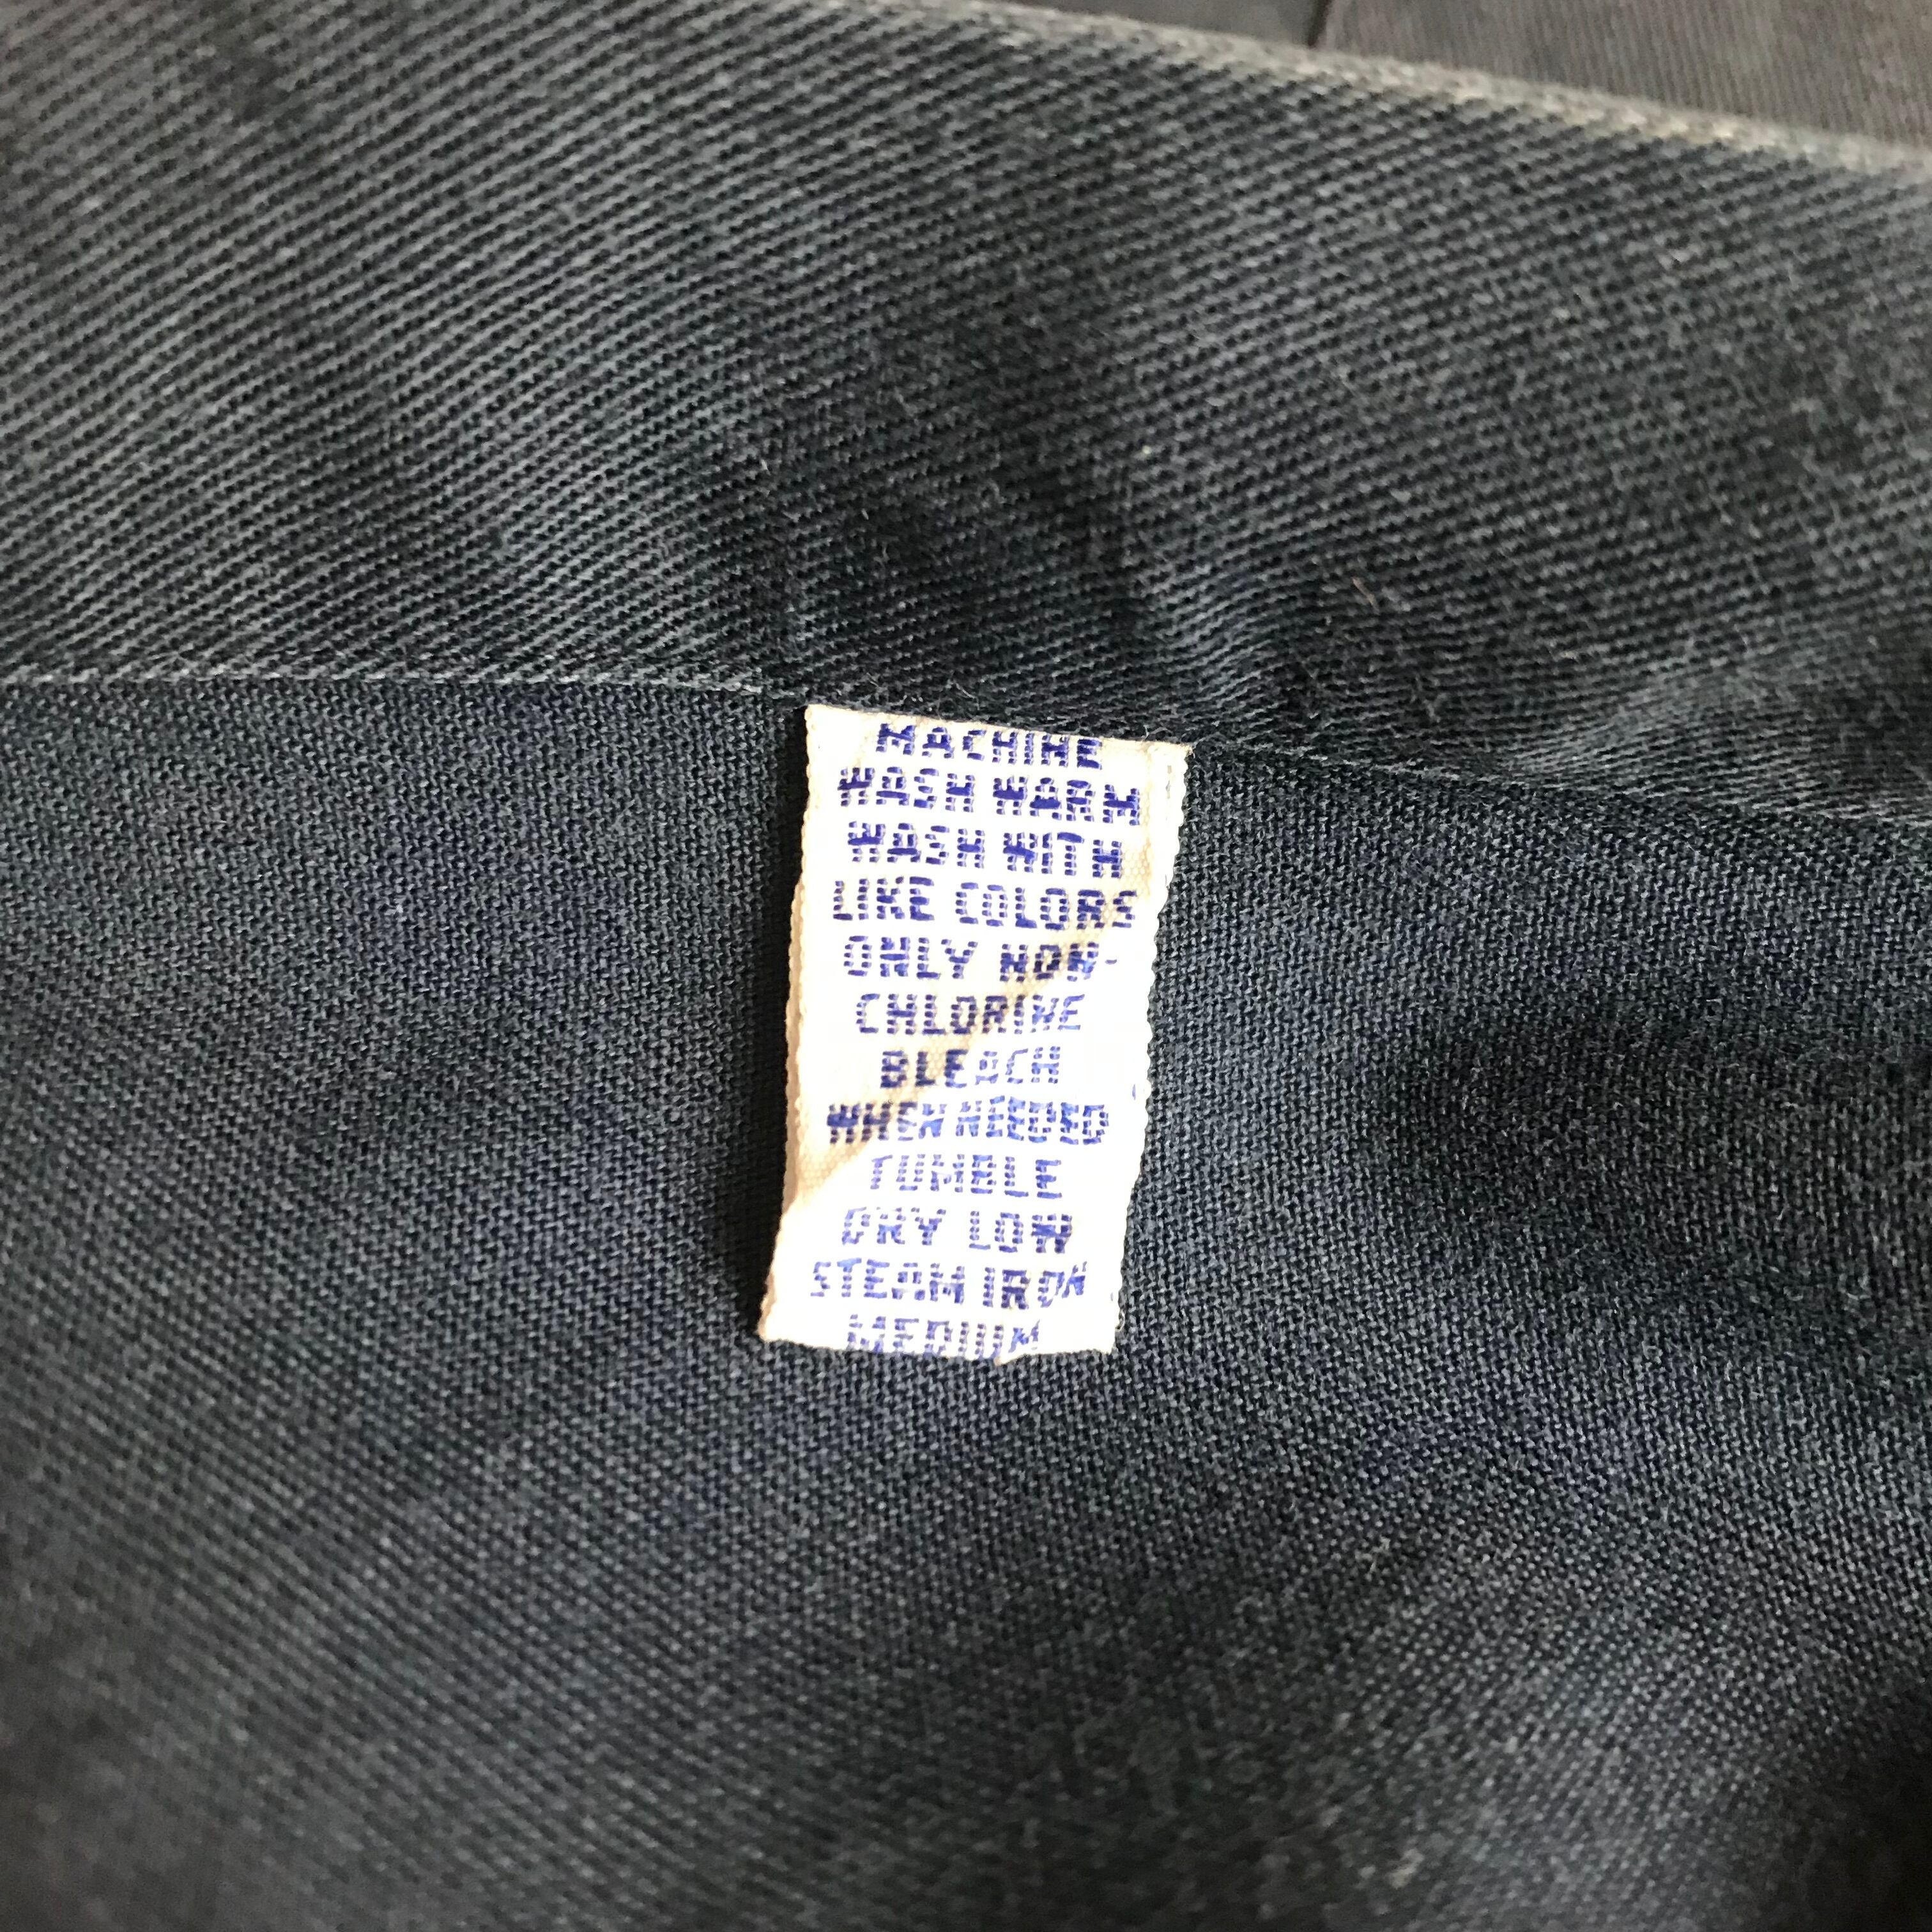 MACHINE
WASH WARM
WASH WITH
LIKE COLORS
ONLY NON-
CHLORINE
BLEACH
WHEN NEEDED
TUMBLE
DRY LOW
STEAM IRON
MEDIUM